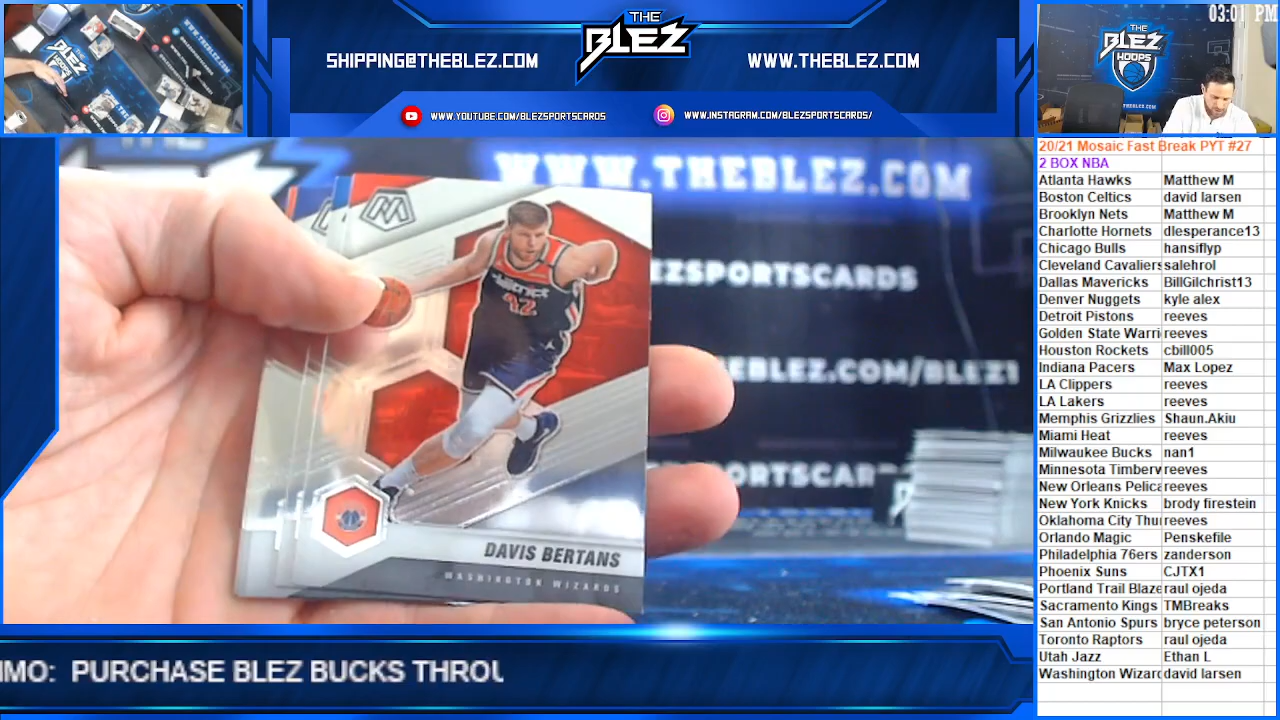 03:01 PM
THE
BLEZ
SHIPPING@THEBLEZ.COM
WWW.THEBLEZ.COM
WWW.YOUTUBE.COM/BLEZSPORTSCARDS
WWW.INSTAGRAM.COM/BLEZSPORTSCARDS/
THE
BLEZ
HOOPS
WWW.THEBLEZ.COM
EZSPORTSCARDS
BE.COM/BLEZ
ORTSCAR
42
DAVIS BERTANS
WASHINGTON WIZARDS
20/21 Mosaic Fast Break PYT #27
2 BOX NBA
Atlanta Hawks Matthew M
Boston Celtics david larsen
Brooklyn Nets Matthew M
Charlotte Hornets dlesperance13
Chicago Bulls hansiflyp
Cleveland Cavaliers salehrol
Dallas Mavericks BillGilchrist13
Denver Nuggets kyle alex
Detroit Pistons reeves
Golden State Warri reeves
Houston Rockets cbill005
Indiana Pacers Max Lopez
LA Clippers reeves
LA Lakers reeves
Memphis Grizzlies Shaun.Akiu
Miami Heat reeves
Milwaukee Bucks nan1
Minnesota Timberw reeves
New Orleans Pelica reeves
New York Knicks brody firestein
Oklahoma City Thu reeves
Orlando Magic Penskefile
Philadelphia 76ers zanderson
Phoenix Suns CJTX1
Portland Trail Blaze raul ojeda
Sacramento Kings TMBreaks
San Antonio Spurs bryce peterson
Toronto Raptors raul ojeda
Utah Jazz Ethan L
Washington Wizard david larsen
MO: PURCHASE BLEZ BUCKS THROU